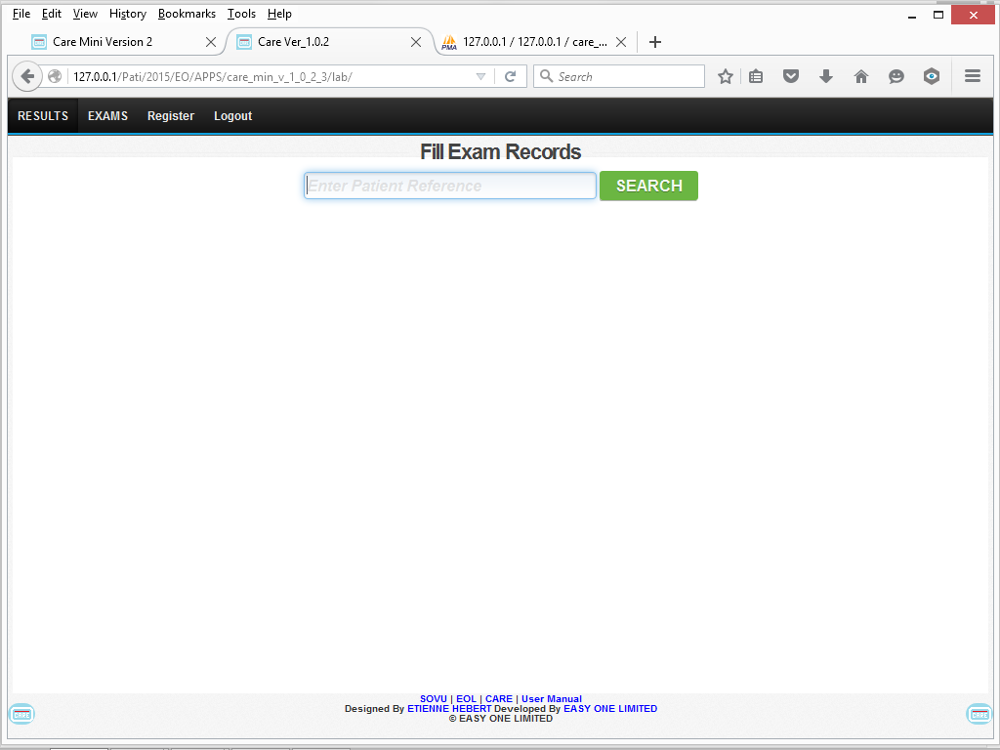 File Edit View History Bookmarks Tools Help
Care Mini Version 2 Care Ver_1.0.2 PMA 127.0.0.1 / 127.0.0.1 / care_...
127.0.0.1/Pati/2015/EO/APPS/care_min_v_1_0_2_3/lab/ Search
RESULTS EXAMS Register Logout
Fill Exam Records
Enter Patient Reference SEARCH
SOVU | EOL | CARE | User Manual
Designed By ETIENNE HEBERT Developed By EASY ONE LIMITED
© EASY ONE LIMITED
CARE CARE